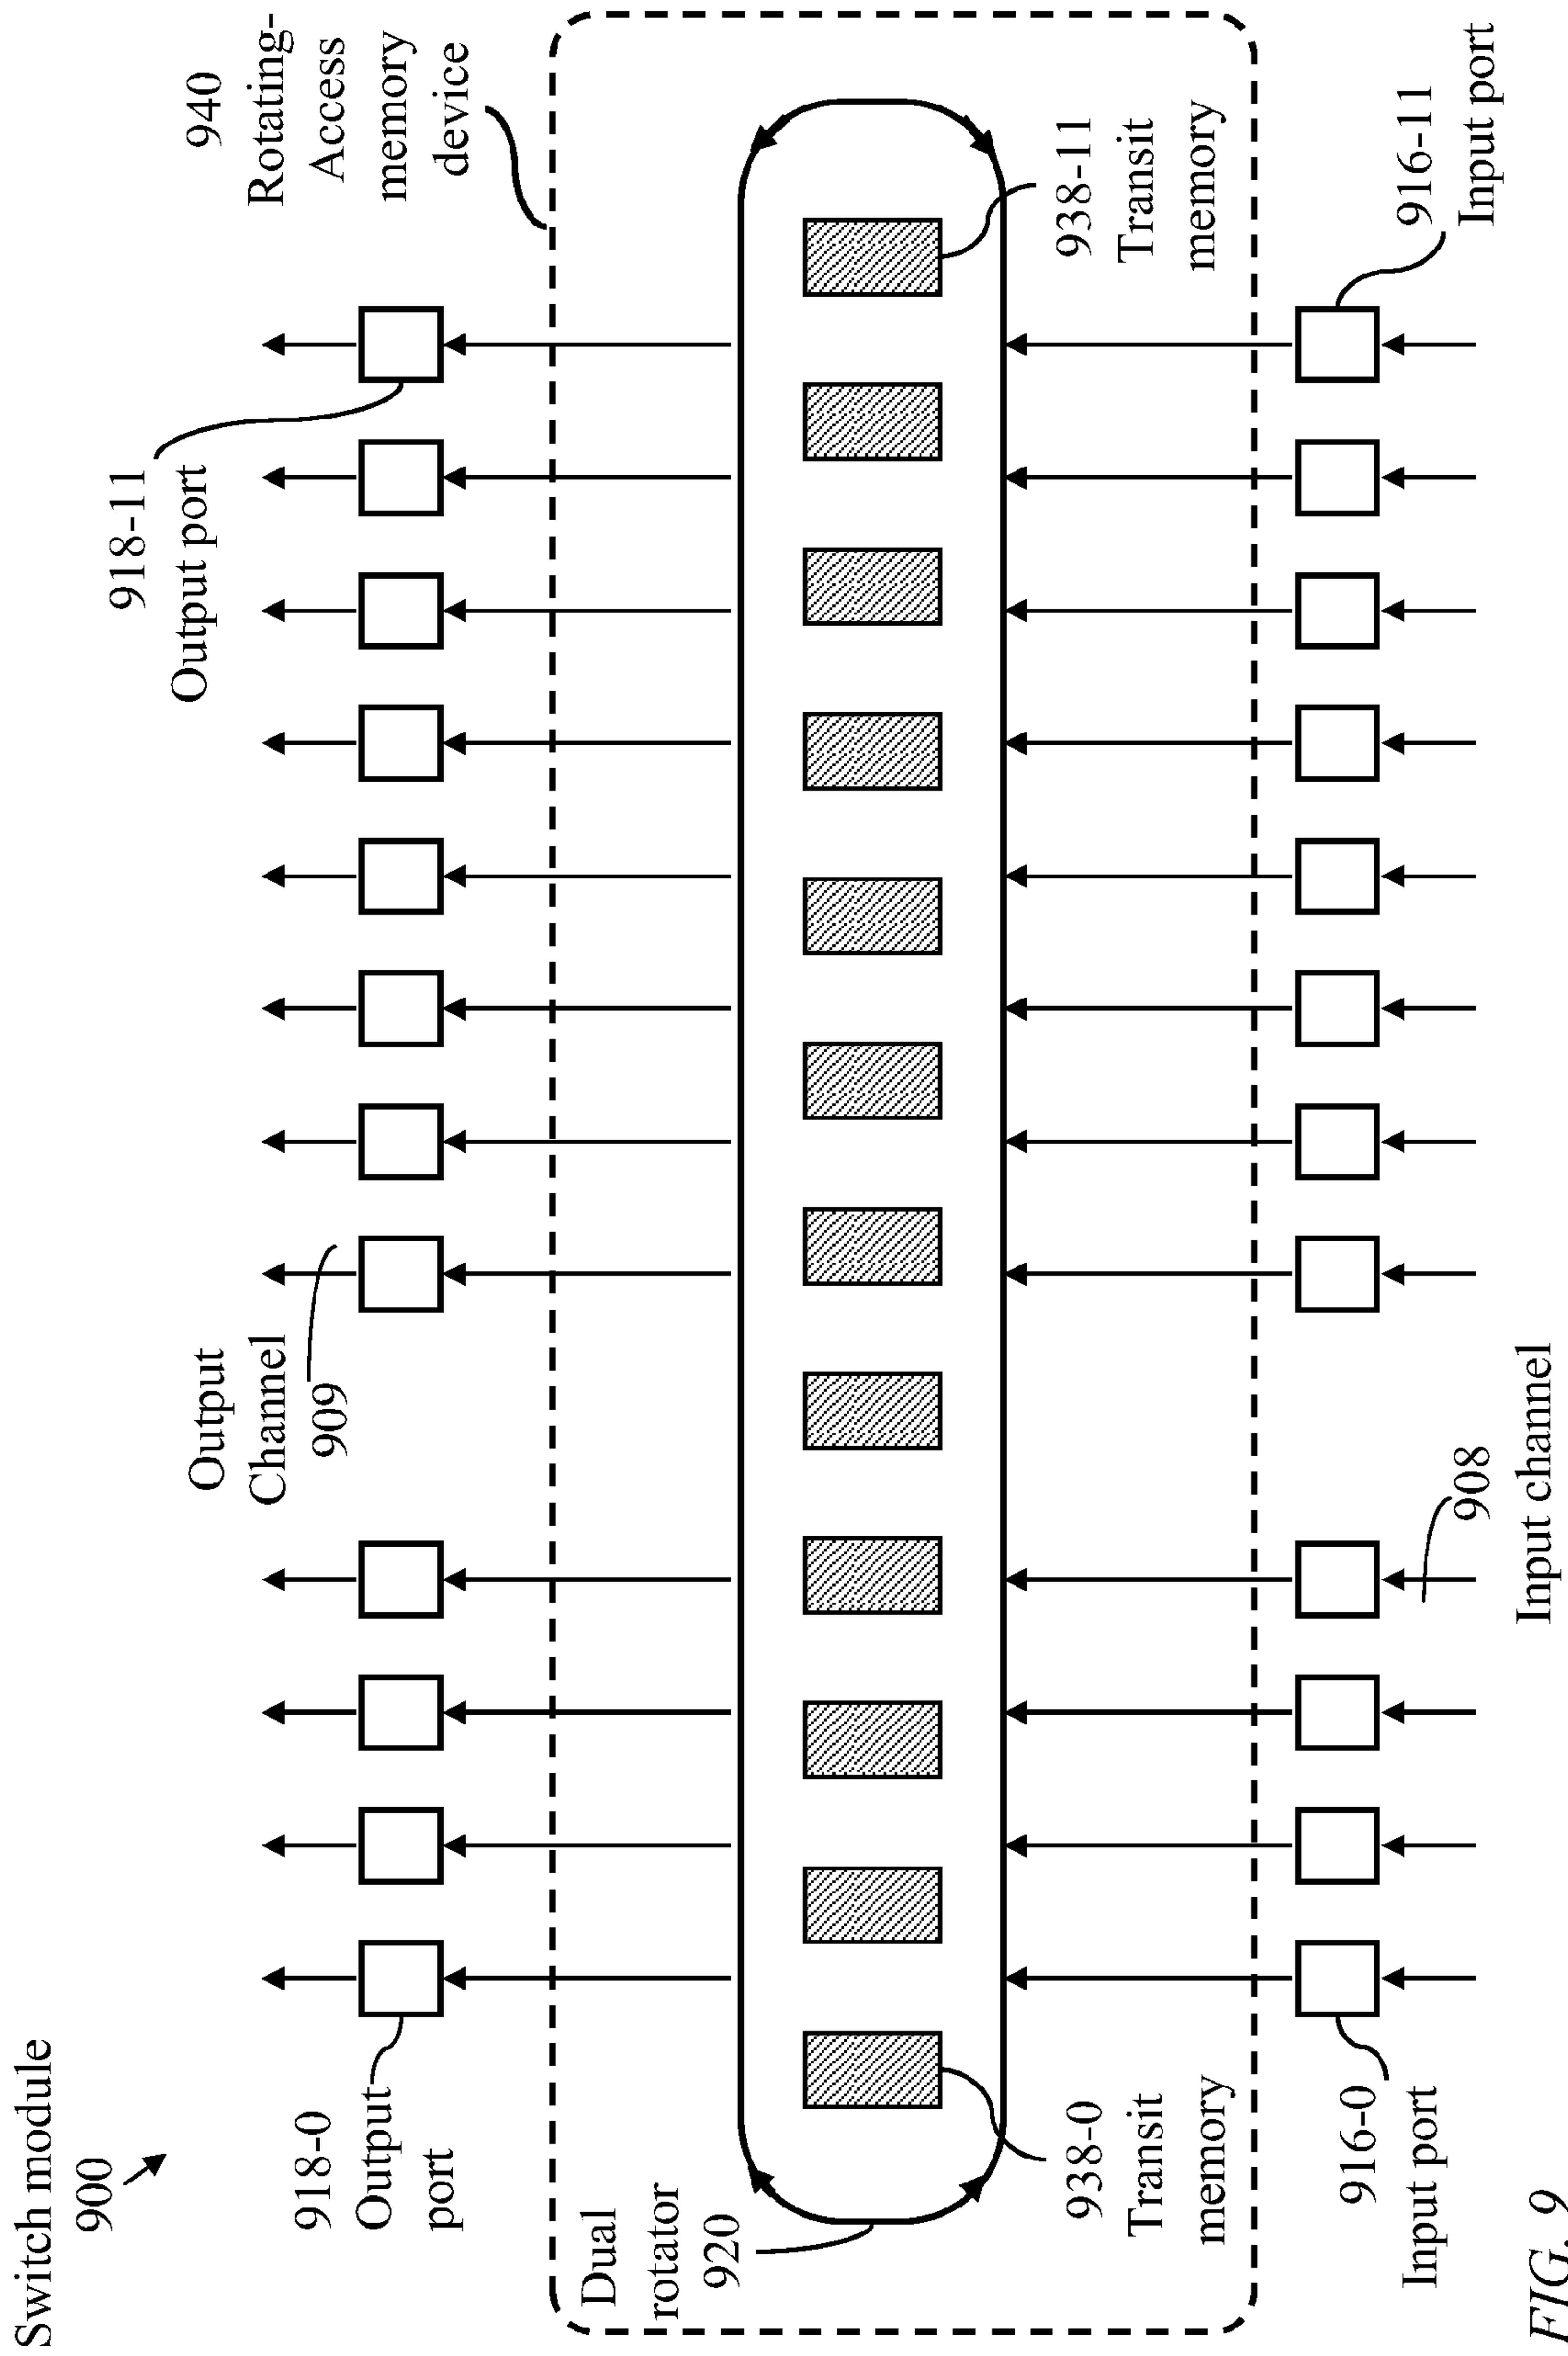 Switch module
900
918-0
Output
port
Output
Channel
909
918-11
Output port
940
Rotating-
Access
memory
device
Dual
rotator
920
938-0
Transit
memory
938-11
Transit
memory
916-0
Input port
908
Input channel
916-11
Input port
FIG. 9